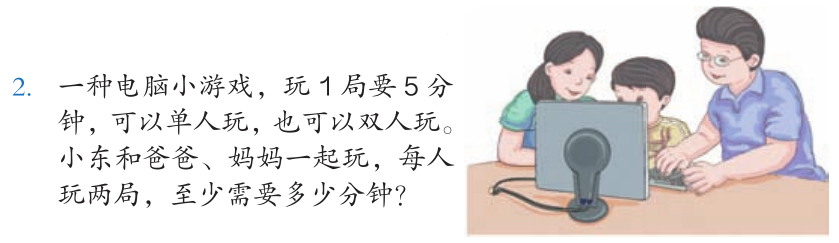 2. 一种电脑小游戏，玩 1 局要 5 分
钟，可以单人玩，也可以双人玩。
小东和爸爸、妈妈一起玩，每人
玩两局，至少需要多少分钟？